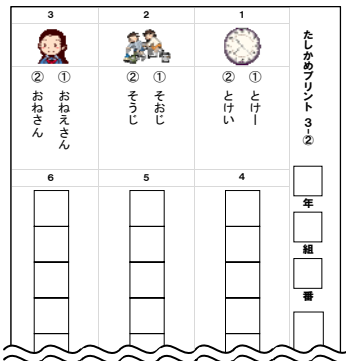 たしかめプリント 3-②
年
組
番
1
① とけー
② とけい
2
① そおじ
② そうじ
3
① おねえさん
② おねさん
4
5
6